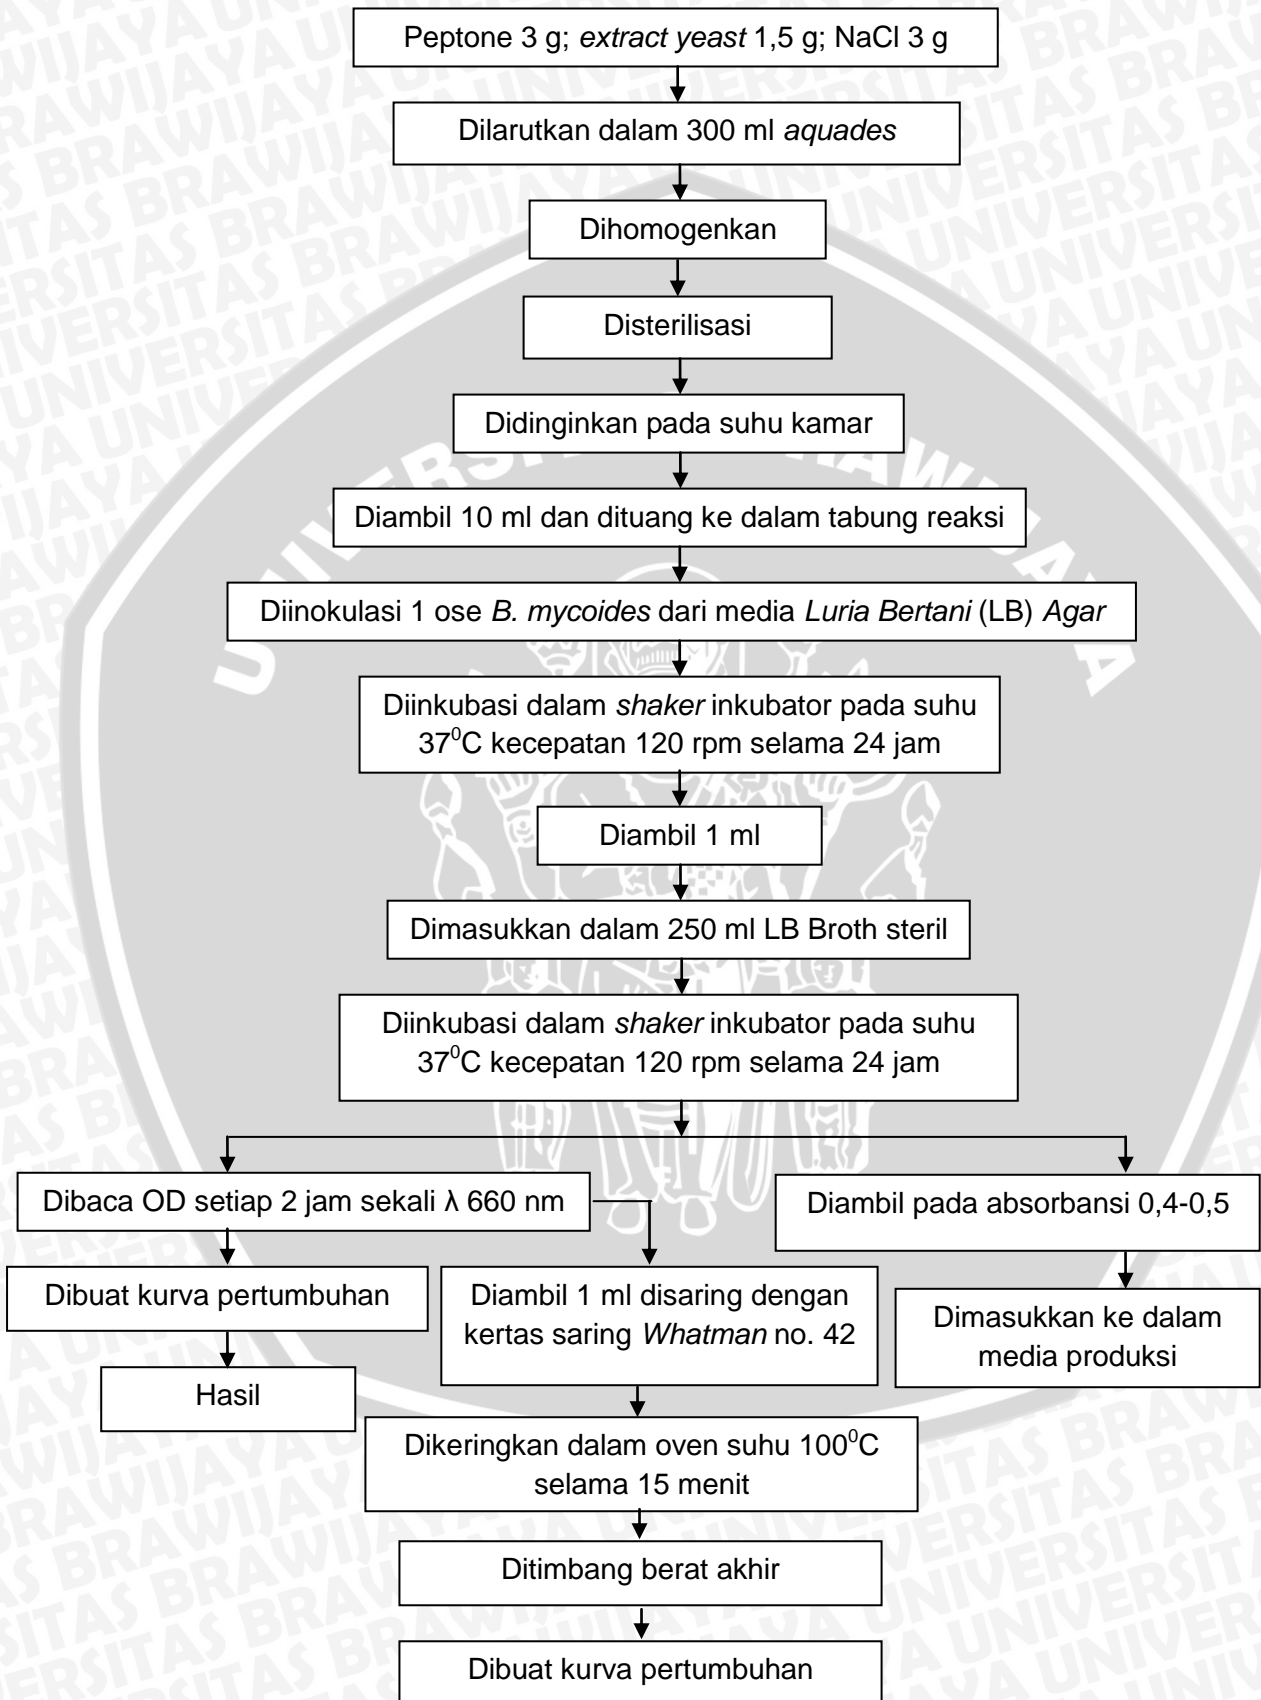 Peptone 3 g; extract yeast 1,5 g; NaCl 3 g
Dilarutkan dalam 300 ml aquades
Dihomogenkan
Disterilisasi
Didinginkan pada suhu kamar
Diambil 10 ml dan dituang ke dalam tabung reaksi
Diinokulasi 1 ose B. mycoides dari media Luria Bertani (LB) Agar
Diinkubasi dalam shaker inkubator pada suhu
37⁰C kecepatan 120 rpm selama 24 jam
Diambil 1 ml
Dimasukkan dalam 250 ml LB Broth steril
Diinkubasi dalam shaker inkubator pada suhu
37⁰C kecepatan 120 rpm selama 24 jam
Dibaca OD setiap 2 jam sekali λ 660 nm
Diambil pada absorbansi 0,4-0,5
Dibuat kurva pertumbuhan
Diambil 1 ml disaring dengan
kertas saring Whatman no. 42
Dimasukkan ke dalam
media produksi
Hasil
Dikeringkan dalam oven suhu 100⁰C
selama 15 menit
Ditimbang berat akhir
Dibuat kurva pertumbuhan
UNIVERSITAS BRAWIJAYA